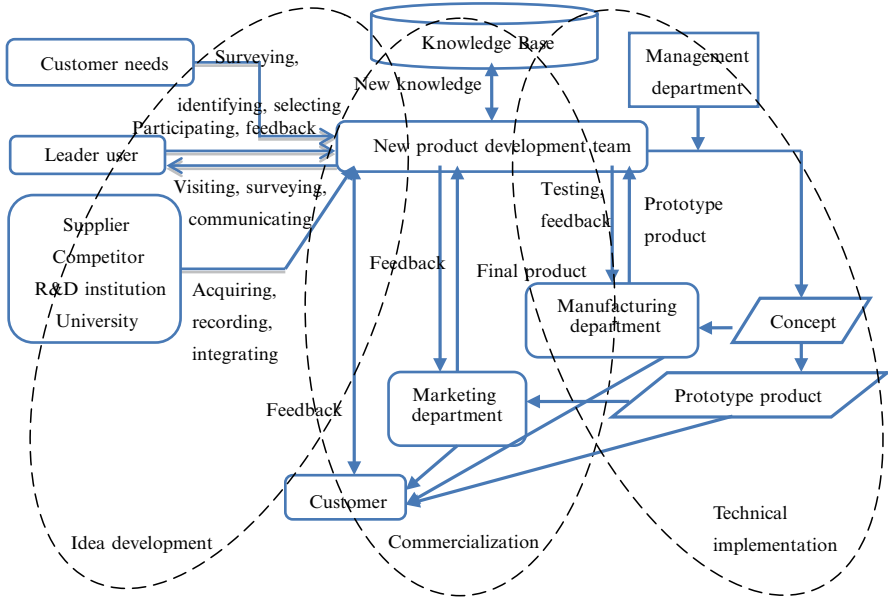 Knowledge Base
Customer needs
Surveying,
identifying, selecting
New knowledge
Management
department
Participating, feedback
Leader user
New product development team
Visiting, surveying,
communicating
Testing,
feedback
Prototype
product
Supplier
Competitor
R&D institution
University
Acquiring,
recording,
integrating
Feedback
Final product
Manufacturing
department
Concept
Marketing
department
Prototype product
Feedback
Customer
Idea development
Commercialization
Technical
implementation